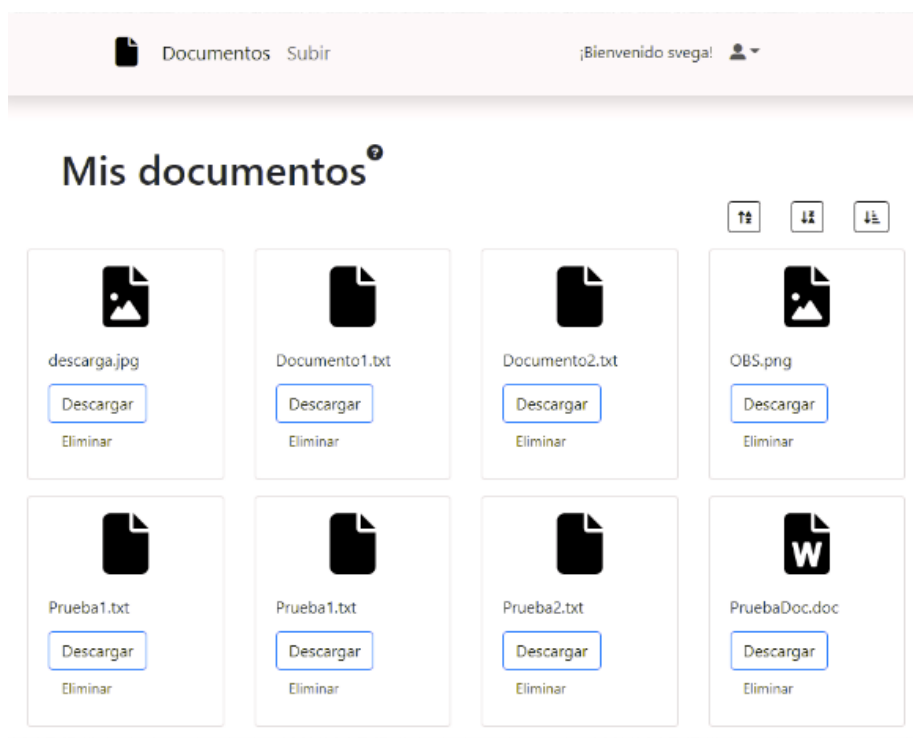 Documentos Subir ¡Bienvenido svega!
Mis documentos
descarga.jpg Documento1.txt Documento2.txt OBS.png
Descargar Descargar Descargar Descargar
Eliminar Eliminar Eliminar Eliminar
W
Prueba1.txt Prueba1.txt Prueba2.txt PruebaDoc.doc
Descargar Descargar Descargar Descargar
Eliminar Eliminar Eliminar Eliminar